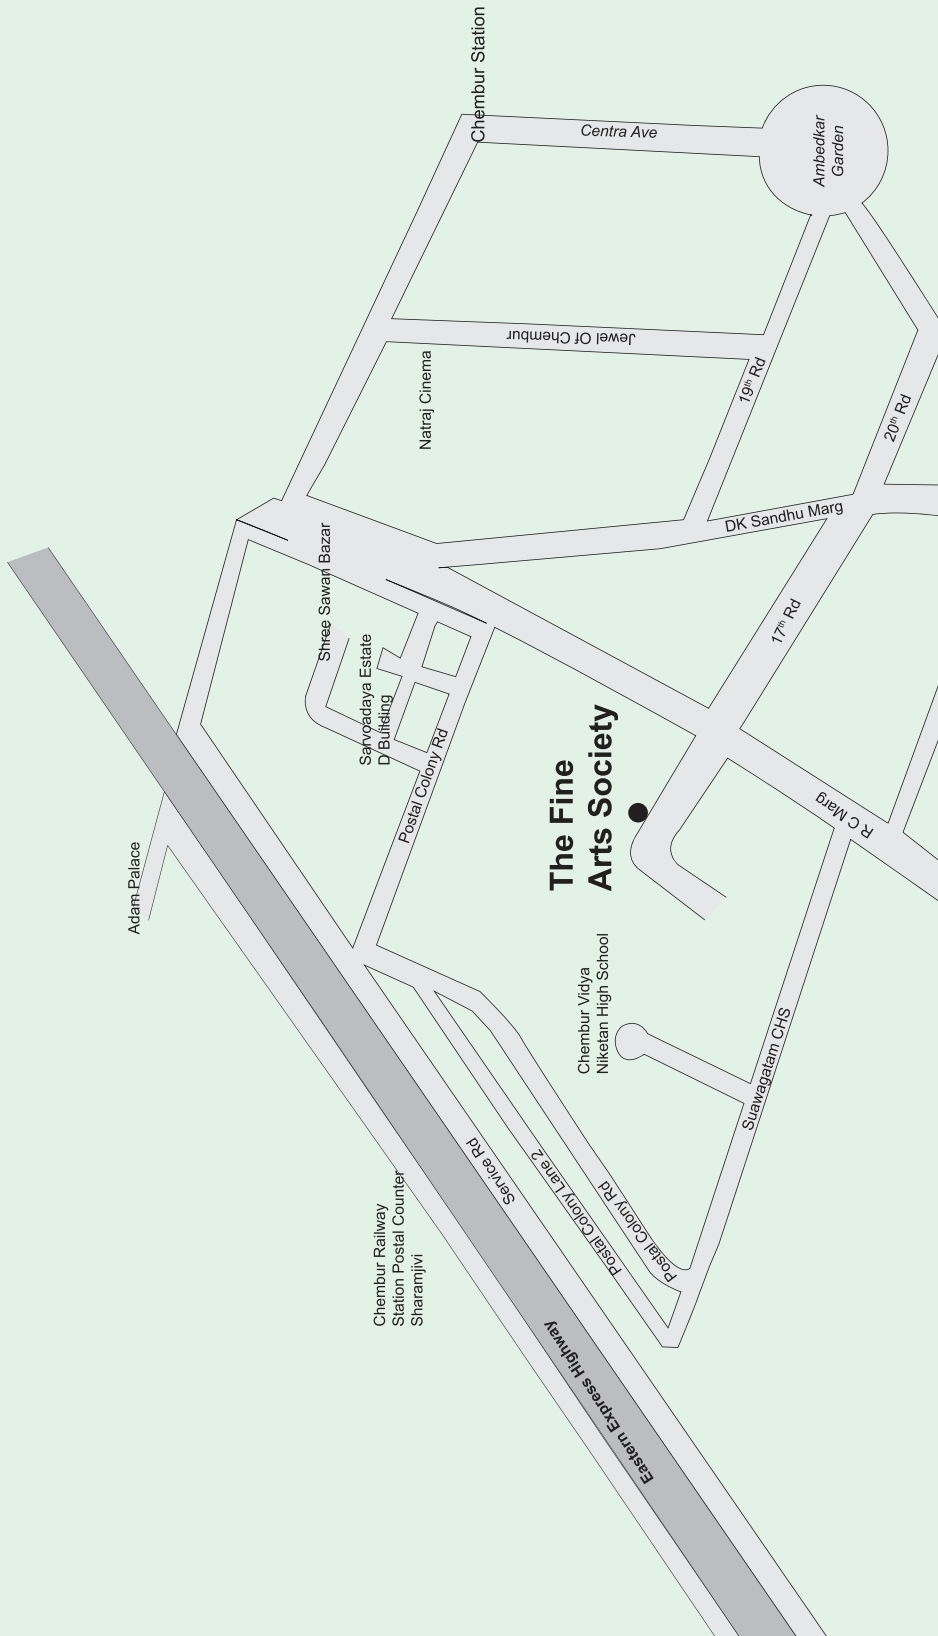 Chembur Station
Centra Ave
Ambedkar
Garden
Jewel Of Chembur
Natraj Cinema
19th Rd
20th Rd
DK Sandhu Marg
Shree Sawan Bazar
Sarvoadaya Estate
D Building
17th Rd
Postal Colony Rd
The Fine
Arts Society
R C Marg
Adam Palace
Chembur Vidya
Niketan High School
Suawagatam CHS
Service Rd
Postal Colony Lane 2
Postal Colony Rd
Chembur Railway
Station Postal Counter
Sharamjivi
Eastern Express Highway